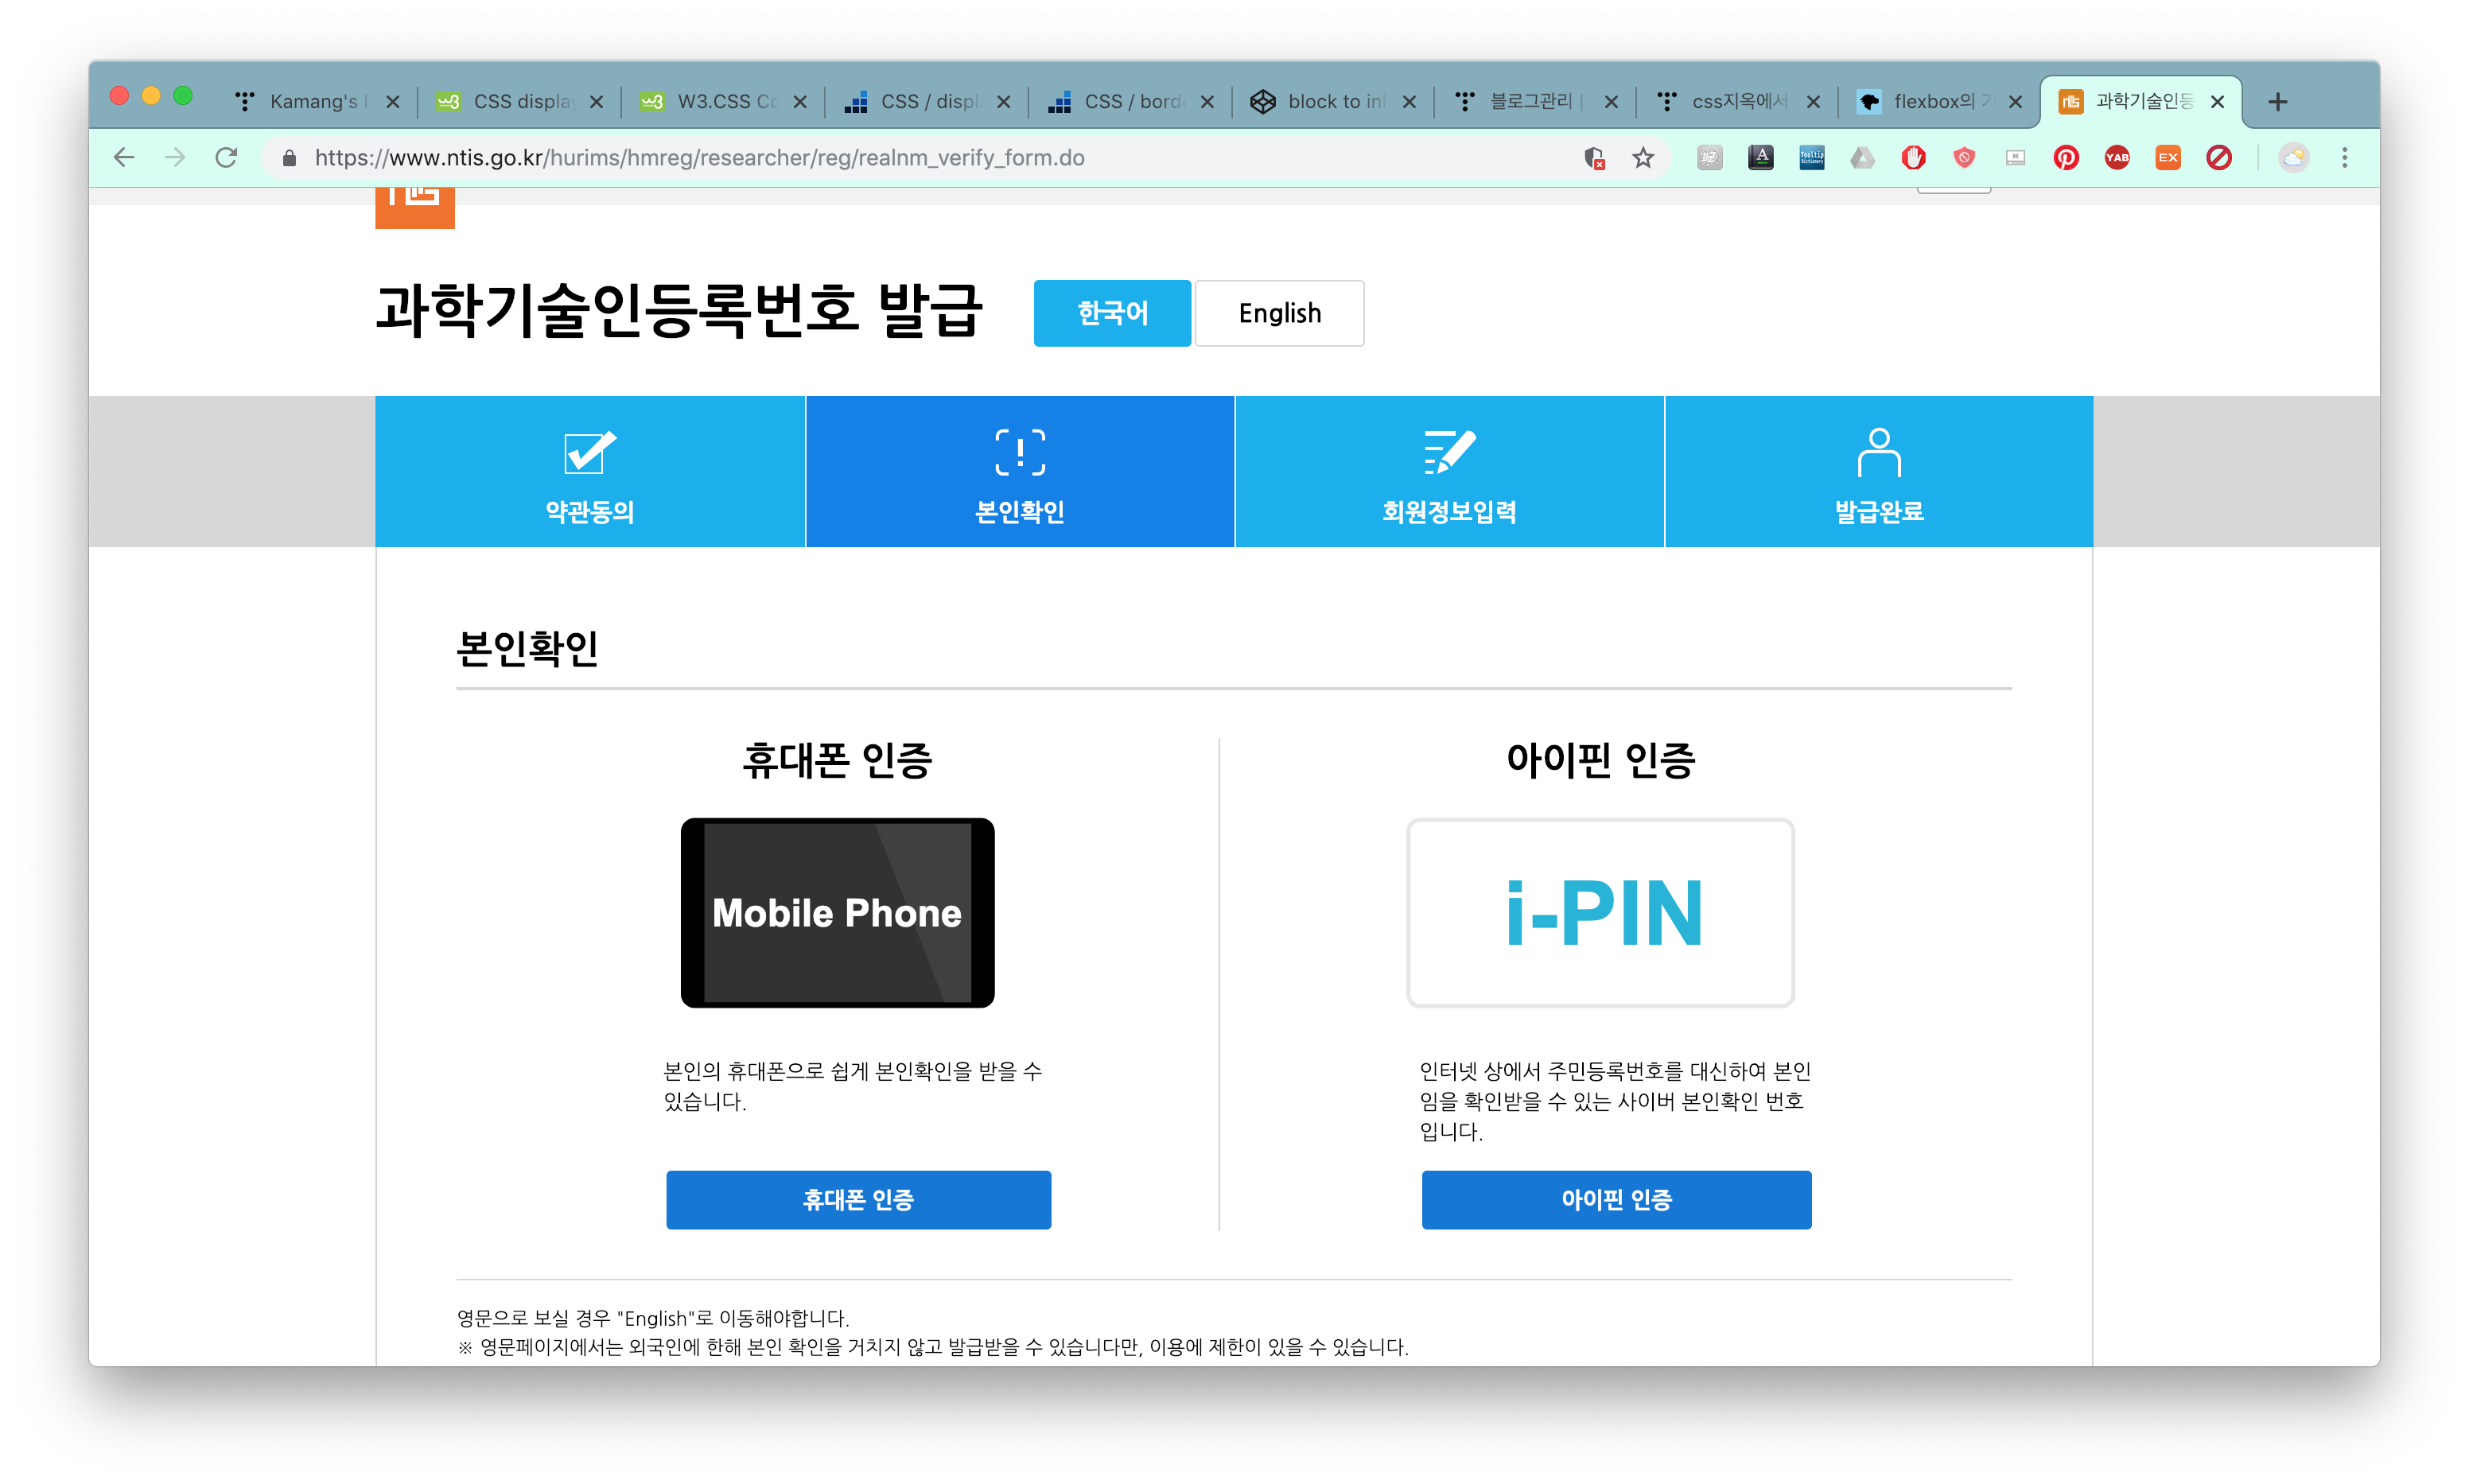 Kamang's I
CSS display
W3.CSS Co
CSS / displ
CSS / borde
block to inl
블로그관리 |
css지옥에서
flexbox의 기
과학기술인등
https://www.ntis.go.kr/hurims/hmreg/researcher/reg/realnm_verify_form.do
과학기술인등록번호 발급
한국어
English
약관동의
본인확인
회원정보입력
발급완료
본인확인
휴대폰 인증
아이핀 인증
Mobile Phone
i-PIN
본인의 휴대폰으로 쉽게 본인확인을 받을 수
있습니다.
인터넷 상에서 주민등록번호를 대신하여 본인
임을 확인받을 수 있는 사이버 본인확인 번호
입니다.
휴대폰 인증
아이핀 인증
영문으로 보실 경우 "English"로 이동해야합니다.
※ 영문페이지에서는 외국인에 한해 본인 확인을 거치지 않고 발급받을 수 있습니다만, 이용에 제한이 있을 수 있습니다.